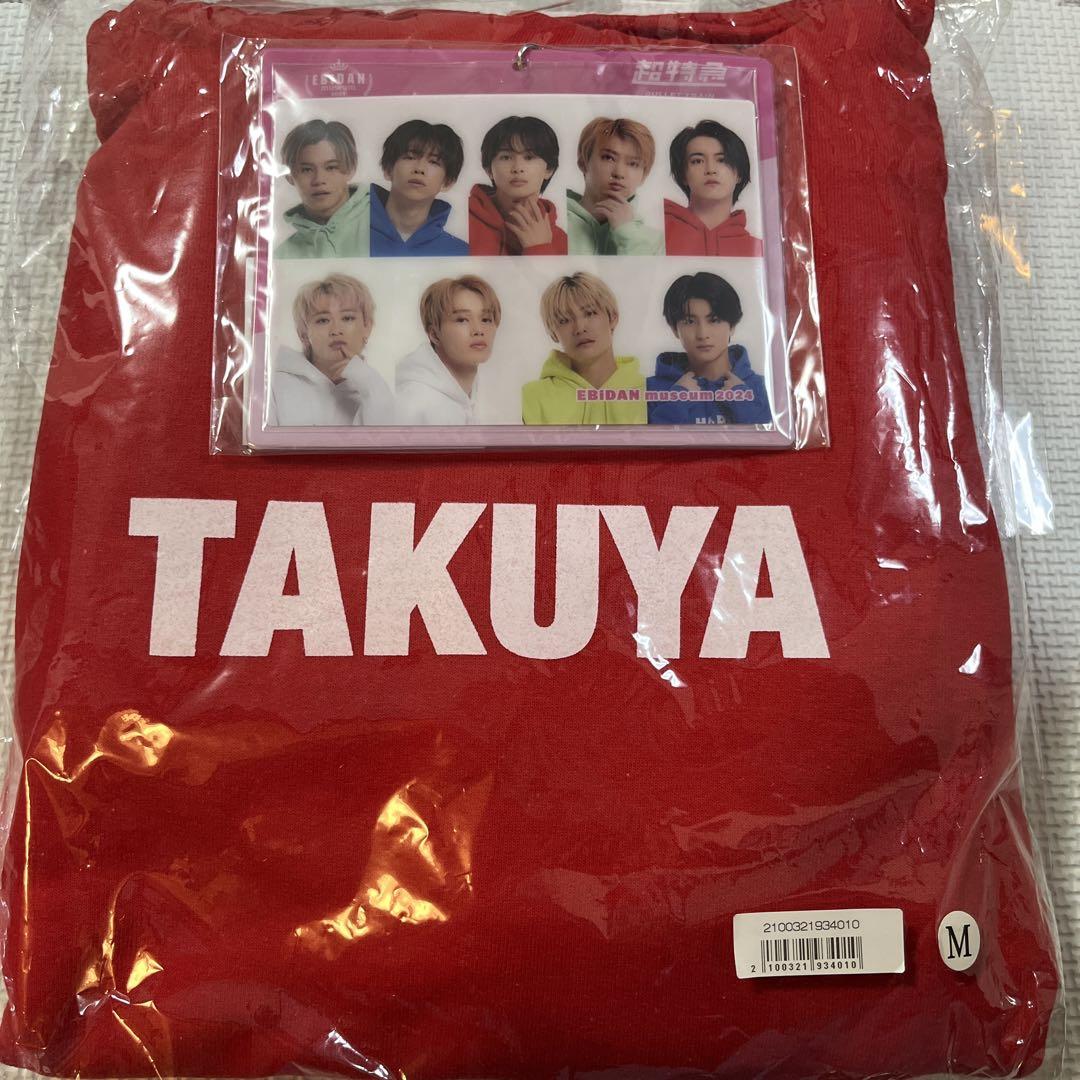 EBiDAN
超特急
EBiDAN museum 2024
TAKUYA
2100321934010
2 100321 934010
M